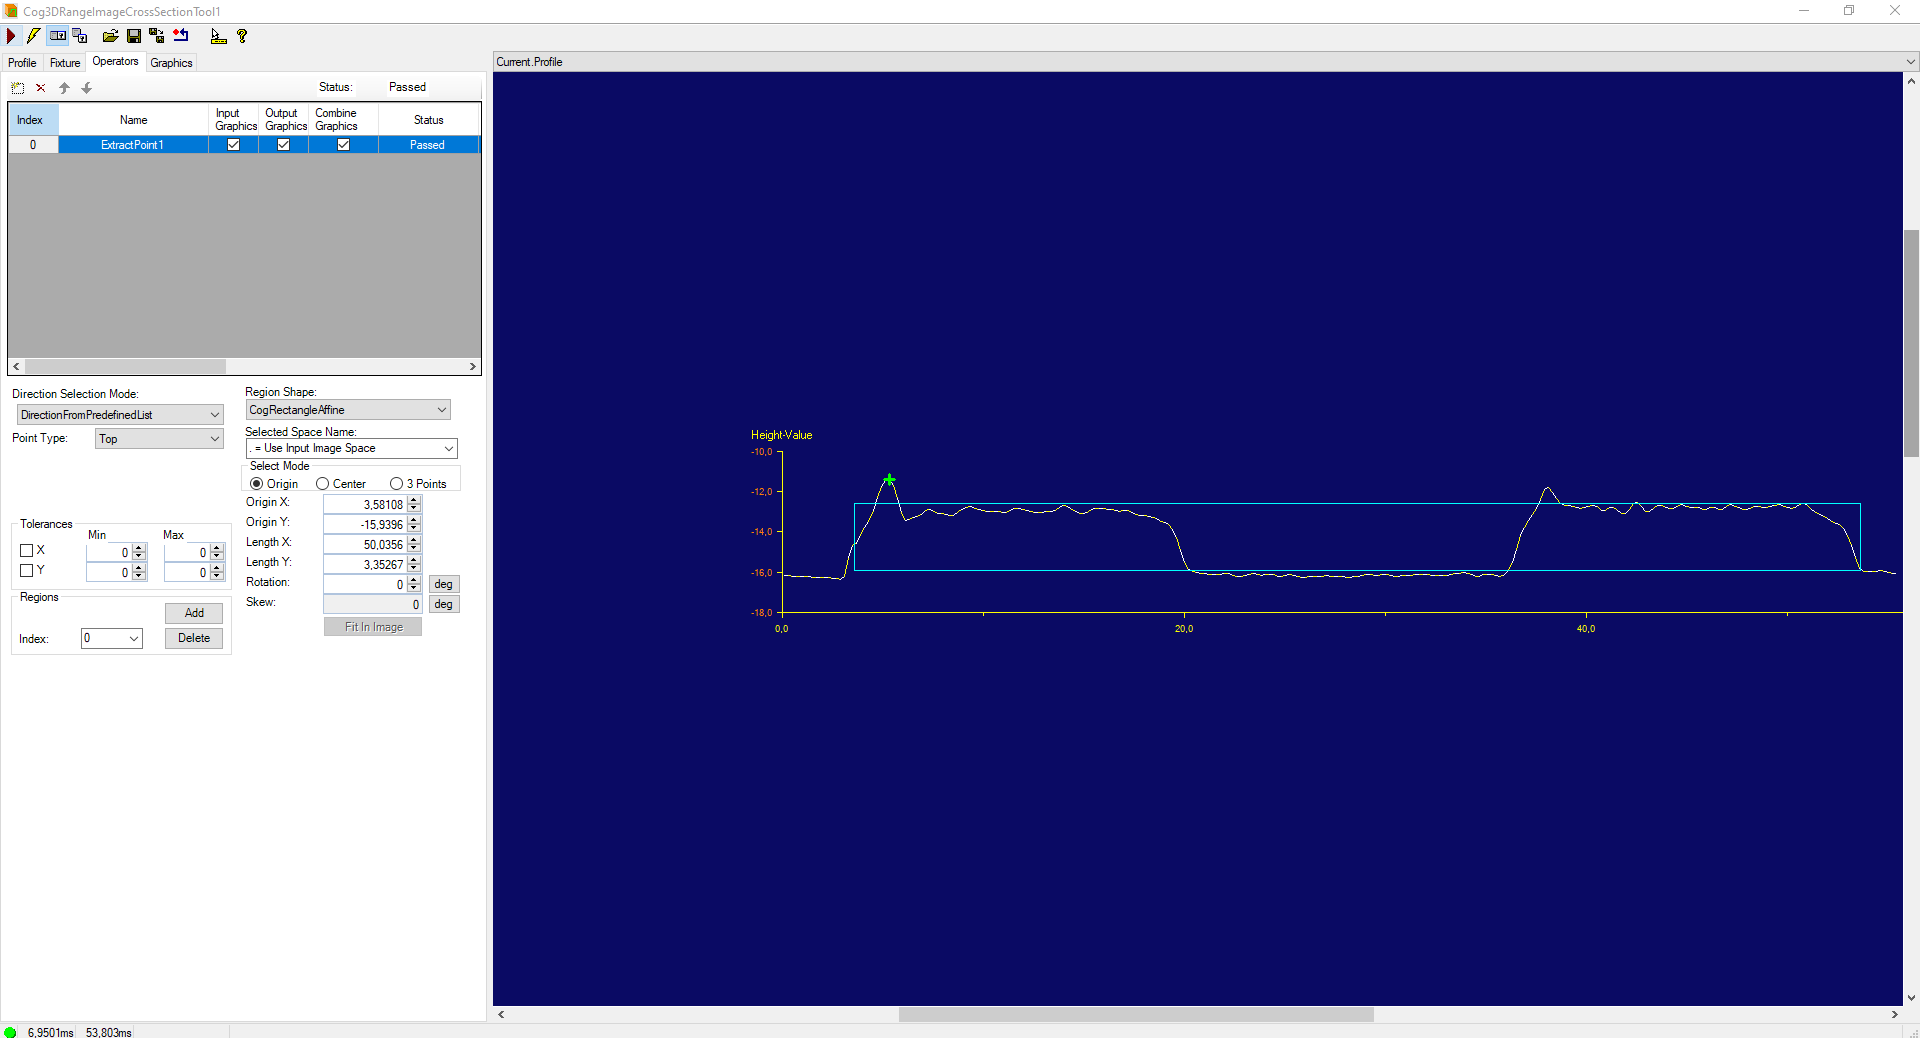 Cog3DRangeImageCrossSectionTool1
Profile Fixture Operators Graphics
Status: Passed
Index Name Input Graphics Output Graphics Combine Graphics Status
0 ExtractPoint1 Passed
Direction Selection Mode:
DirectionFromPredefinedList
Point Type: Top
Region Shape:
CogRectangleAffine
Selected Space Name:
. = Use Input Image Space
Select Mode
Origin Center 3 Points
Origin X: 3,58108
Origin Y: -15,9396
Length X: 50,0356
Length Y: 3,35267
Rotation: 0 deg
Skew: 0 deg
Fit In Image
Tolerances
Min Max
X 0 0
Y 0 0
Regions
Add
Index: 0 Delete
Current.Profile
Height-Value
-10,0
-12,0
-14,0
-16,0
-18,0
0,0 20,0 40,0
6,9501ms 53,803ms